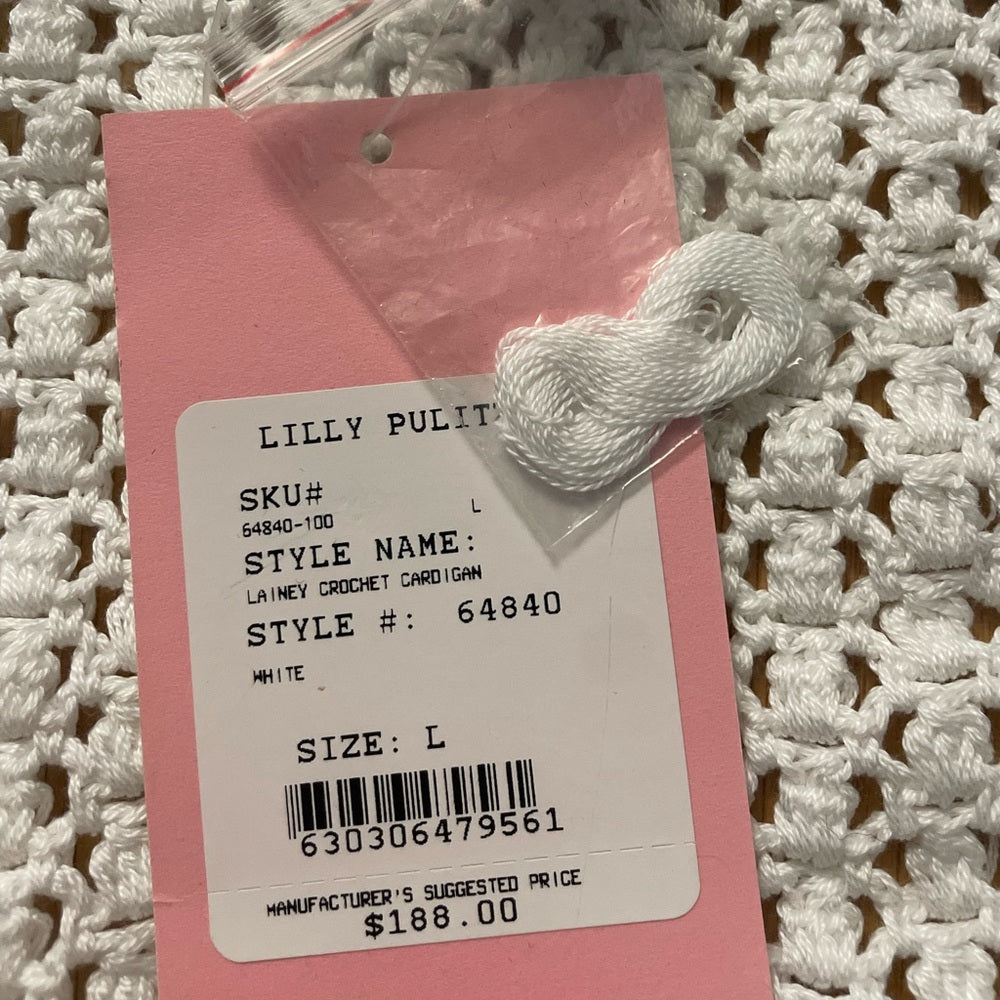 LILLY PULIT
SKU#
64840-100 L
STYLE NAME:
LAINEY CROCHET CARDIGAN
STYLE #: 64840
WHITE
SIZE: L
630306479561
MANUFACTURER'S SUGGESTED PRICE
$188.00